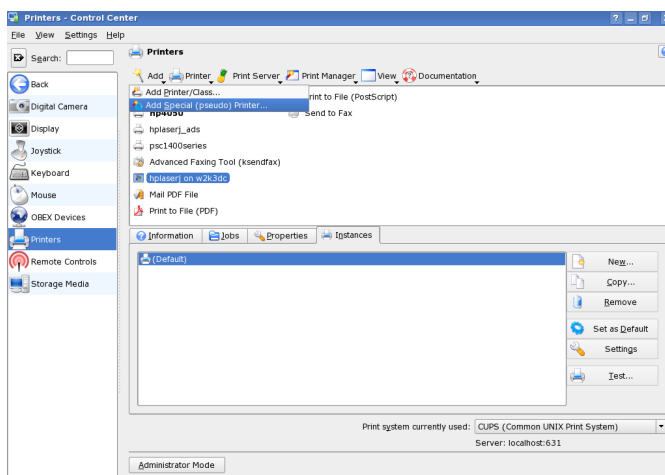 Printers - Control Center
File View Settings Help
Search:
Printers
Add Printer Print Server Print Manager View Documentation
Add Printer/Class...
Add Special (pseudo) Printer...
rint to File (PostScript)
hp4050
Send to Fax
hplaserj_ads
psc1400series
Advanced Faxing Tool (ksendfax)
hplaserj on w2k3dc
Mail PDF File
Print to File (PDF)
Back
Digital Camera
Display
Joystick
Keyboard
Mouse
OBEX Devices
Printers
Remote Controls
Storage Media
Information Jobs Properties Instances
(Default)
New...
Copy...
Remove
Set as Default
Settings
Test...
Print system currently used: CUPS (Common UNIX Print System)
Server: localhost:631
Administrator Mode